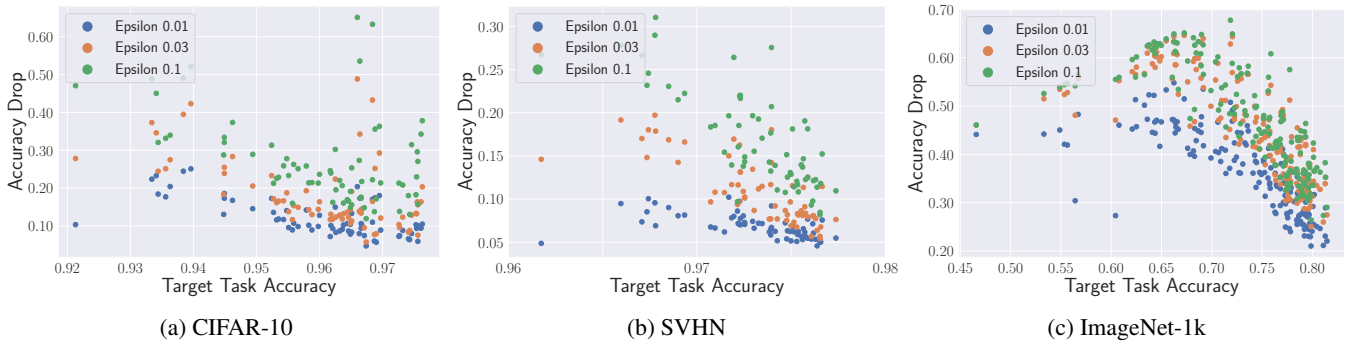 Accuracy Drop
0.60
0.50
0.40
0.30
0.20
0.10
Epsilon 0.01
Epsilon 0.03
Epsilon 0.1
0.92
0.93
0.94
0.95
0.96
0.97
Target Task Accuracy
(a) CIFAR-10
Accuracy Drop
0.30
0.25
0.20
0.15
0.10
0.05
Epsilon 0.01
Epsilon 0.03
Epsilon 0.1
0.96
0.97
0.98
Target Task Accuracy
(b) SVHN
Accuracy Drop
0.70
0.60
0.50
0.40
0.30
0.20
Epsilon 0.01
Epsilon 0.03
Epsilon 0.1
0.45
0.50
0.55
0.60
0.65
0.70
0.75
0.80
Target Task Accuracy
(c) ImageNet-1k